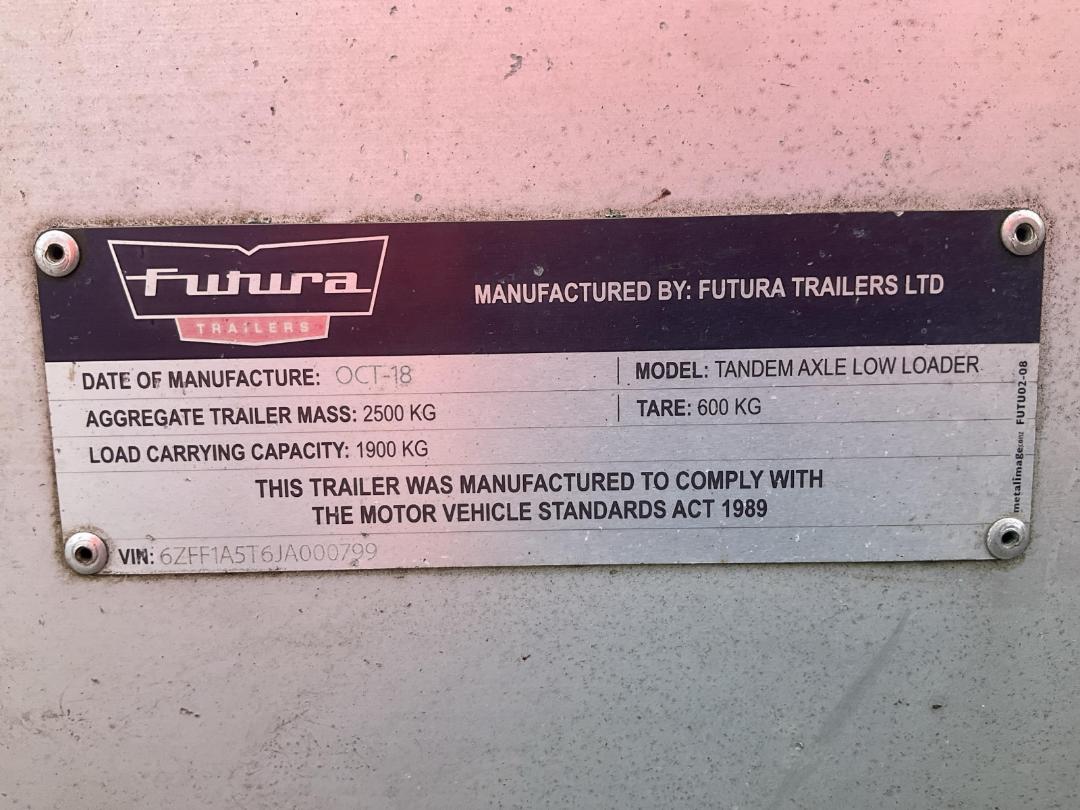 Futura
TRAILERS
MANUFACTURED BY: FUTURA TRAILERS LTD
DATE OF MANUFACTURE: OCT-18
MODEL: TANDEM AXLE LOW LOADER
AGGREGATE TRAILER MASS: 2500 KG
TARE: 600 KG
LOAD CARRYING CAPACITY: 1900 KG
THIS TRAILER WAS MANUFACTURED TO COMPLY WITH
THE MOTOR VEHICLE STANDARDS ACT 1989
VIN: 6ZFF1A5T6JA000799
metalimage FUTU02-08